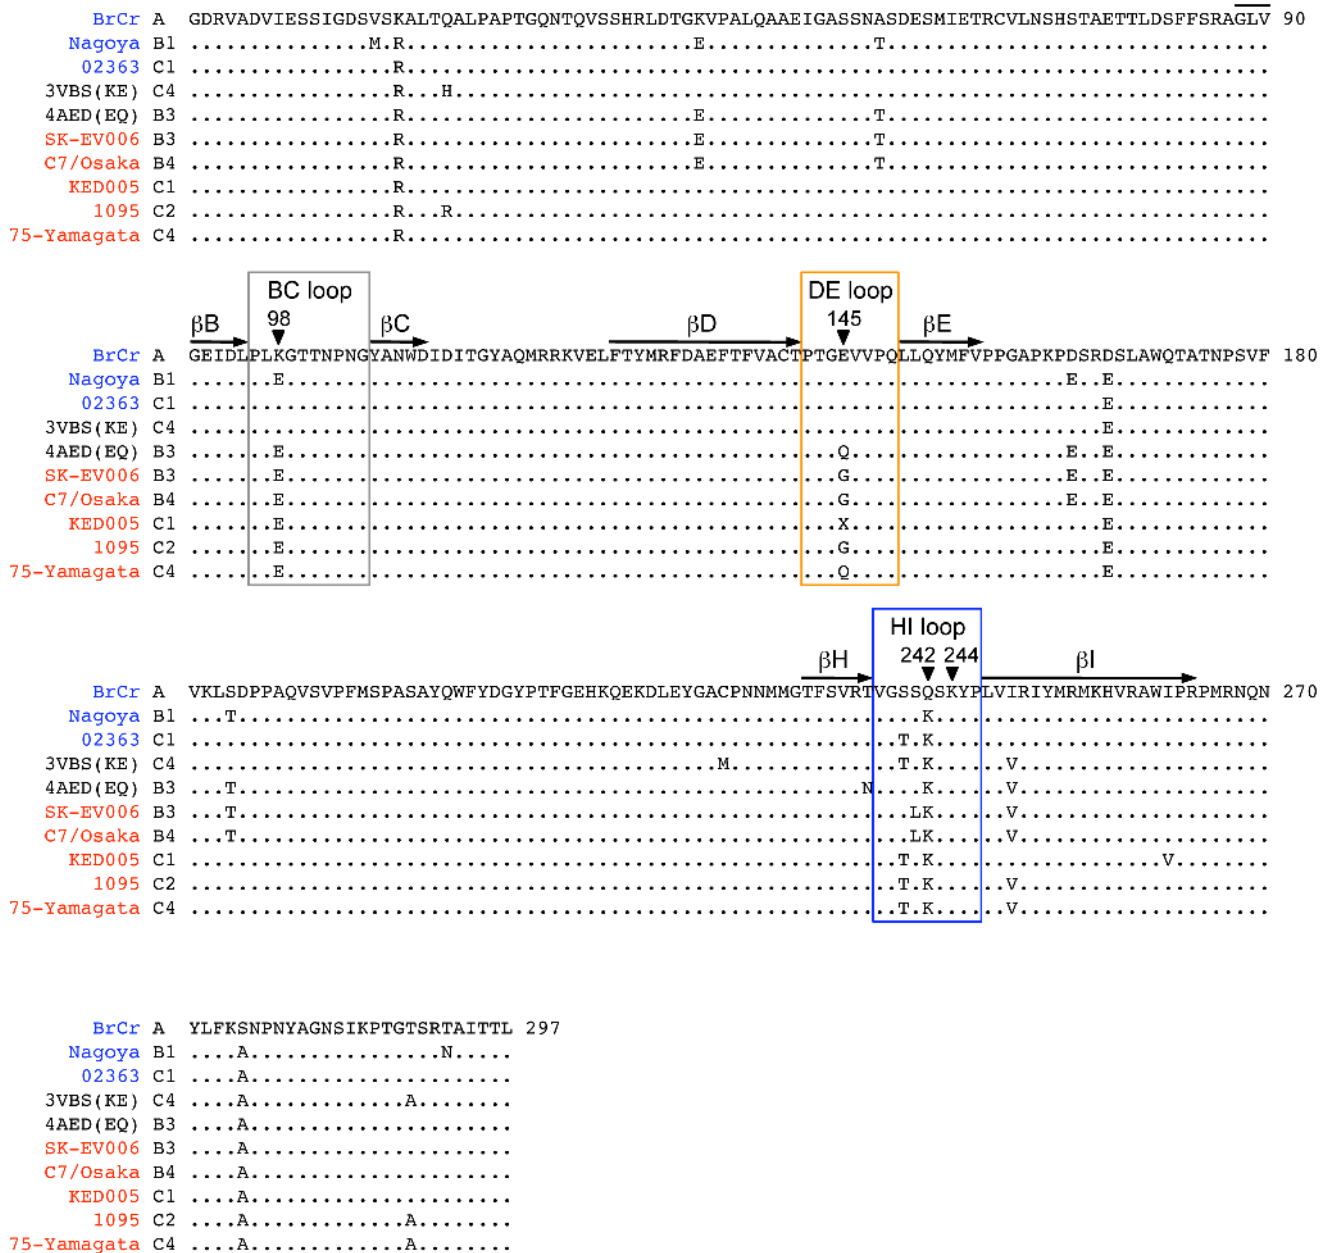 BrCr A GDRVADVIESSIGDSVSKALTQALPAPTGQNTQVSSHRLDTGKVPALQAAEIGASSNASDESMIETRCVLNSHSTAETTLDSFFSRAGLV 90
Nagoya B1 ...............M.R........................E..............T................................
02363 C1 .................R........................................................................
3VBS(KE) C4 .................R...H....................................................................
4AED(EQ) B3 .................R........................E..............T................................
SK-EV006 B3 .................R........................E..............T................................
C7/Osaka B4 .................R........................E..............T................................
KED005 C1 .................R........................................................................
1095 C2 .................R...R....................................................................
75-Yamagata C4 .................R........................................................................
BC loop DE loop
βB 98 βC βD 145 βE
BrCr A GEIDLPLKGTTNPNGYANWDIDITGYAQMRRKVELFTYMRFDAEFTFVACTPTGEVVPQLLQYMFVPPGAPKPDSRDSLAWQTATNPSVF 180
Nagoya B1 .......E.................................................................E..E.............
02363 C1 ............................................................................E.............
3VBS(KE) C4 ............................................................................E.............
4AED(EQ) B3 .......E..............................................Q..................E..E.............
SK-EV006 B3 .......E..............................................G..................E..E.............
C7/Osaka B4 .......E..............................................G..................E..E.............
KED005 C1 .......E..............................................X.....................E.............
1095 C2 .......E..............................................G.....................E.............
75-Yamagata C4 .......E..............................................Q.....................E.............
HI loop
βH 242 244 βI
BrCr A VKLSDPPAQVSVPFMSPASAYQWFYDGYPTFGEHKQEKDLEYGACPNNMMGTFSVRTVGSSQSKYPLVIRIYMRMKHVRAWIPRPMRNQN 270
Nagoya B1 ...T.........................................................K............................
02363 C1 ...........................................................T.K............................
3VBS(KE) C4 ............................................M..............T.K......V.....................
4AED(EQ) B3 ...T....................................................N....K......V.....................
SK-EV006 B3 ...T........................................................LK......V.....................
C7/Osaka B4 ...T........................................................LK......V.....................
KED005 C1 ...........................................................T.K...................V........
1095 C2 ...........................................................T.K......V.....................
75-Yamagata C4 ...........................................................T.K......V.....................
BrCr A YLFKSNPNYAGNSIKPTGTSRTAITTL 297
Nagoya B1 ....A................N.....
02363 C1 ....A......................
3VBS(KE) C4 ....A.............A........
4AED(EQ) B3 ....A......................
SK-EV006 B3 ....A......................
C7/Osaka B4 ....A......................
KED005 C1 ....A......................
1095 C2 ....A.............A........
75-Yamagata C4 ....A.............A........